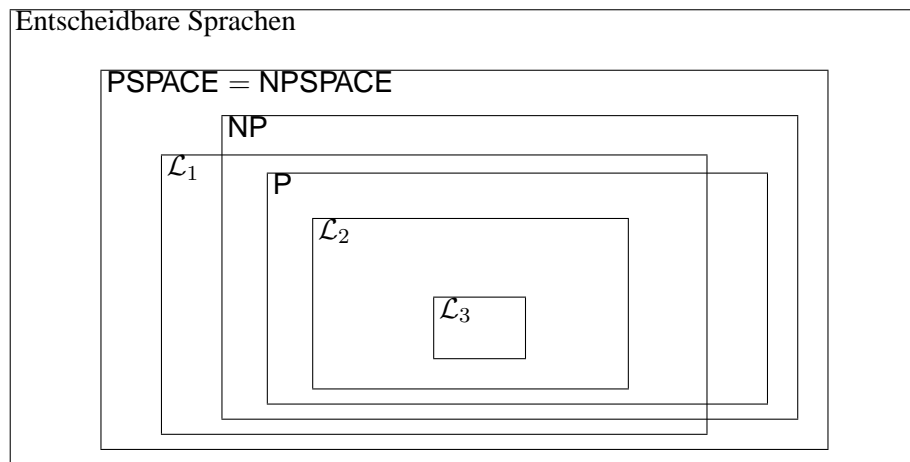 Entscheidbare Sprachen
PSPACE = NPSPACE
NP
ℒ₁
P
ℒ₂
ℒ₃